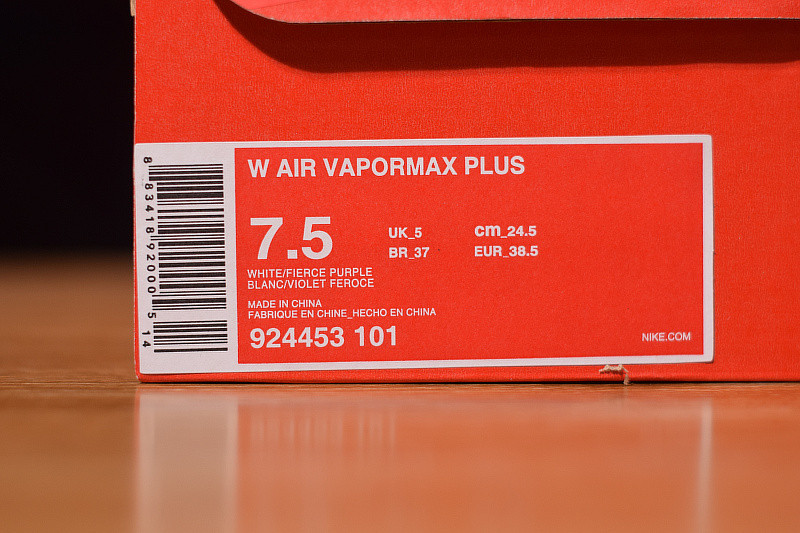 W AIR VAPORMAX PLUS
7.5
UK_5 cm_24.5
BR_37 EUR_38.5
WHITE/FIERCE PURPLE
BLANC/VIOLET FEROCE
MADE IN CHINA
FABRIQUE EN CHINE_HECHO EN CHINA
924453 101
NIKE.COM
8 83418 92000 5 14